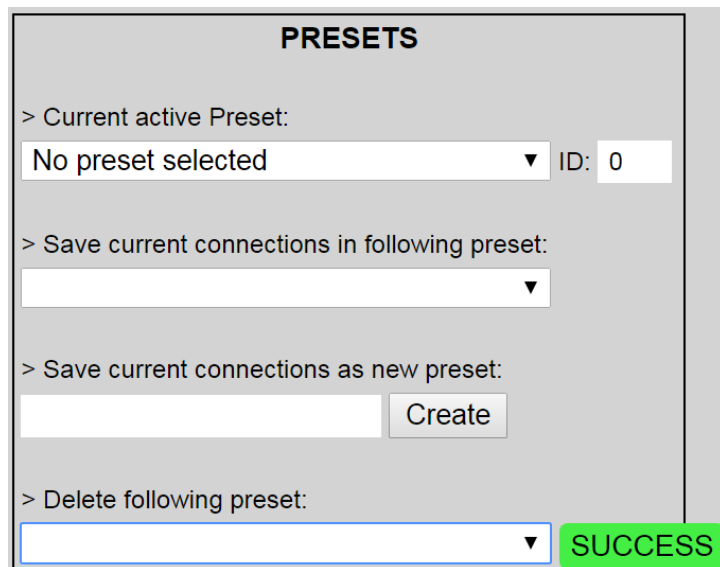 PRESETS
> Current active Preset:
No preset selected ▼ ID: 0
> Save current connections in following preset:
▼
> Save current connections as new preset:
Create
> Delete following preset:
▼ SUCCESS